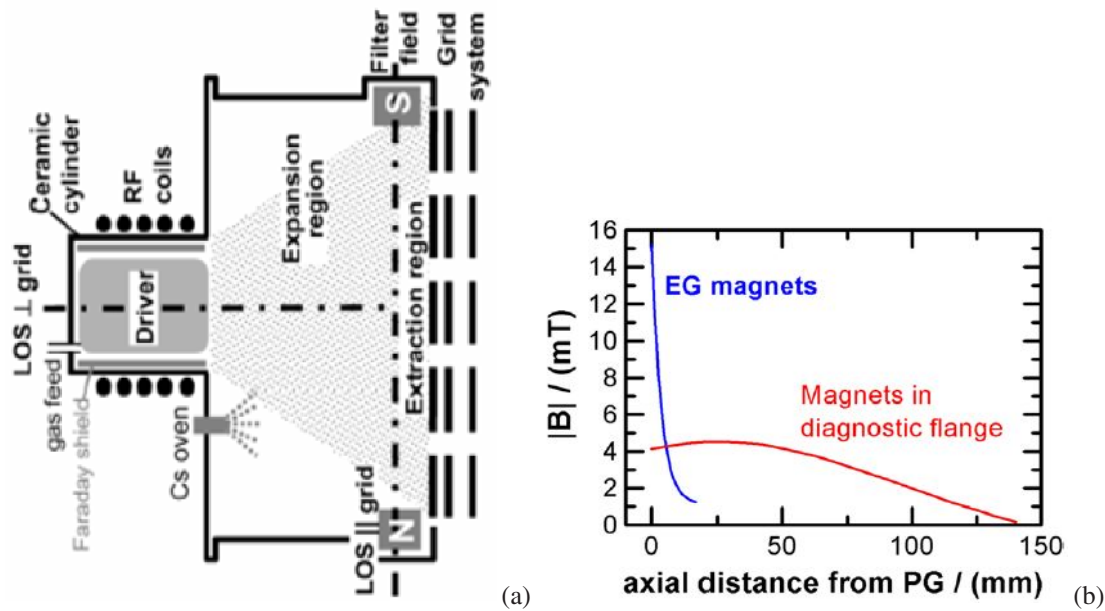 LOS ⊥ grid
gas feed
Faraday shield
Ceramic
cylinder
RF
coils
Driver
Cs oven
Expansion
region
Extraction region
LOS || grid
N
S
Filter
field
Grid
system
(a)
16
14
12
10
8
6
4
2
0
|B| / (mT)
EG magnets
Magnets in
diagnostic flange
0
50
100
150
axial distance from PG / (mm)
(b)